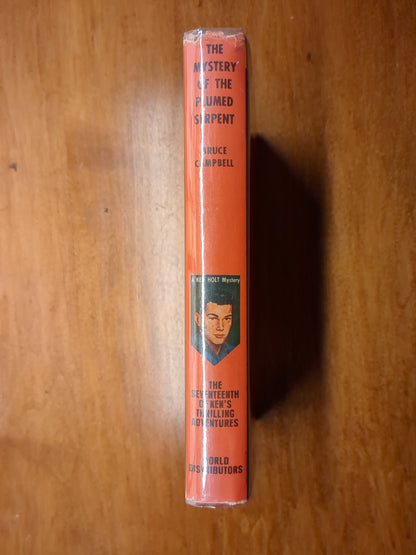 THE
MYSTERY
OF THE
PLUMED
SERPENT
BRUCE
CAMPBELL
A KEN HOLT Mystery
THE
SEVENTEENTH
OF KEN'S
THRILLING
ADVENTURES
WORLD
DISTRIBUTORS